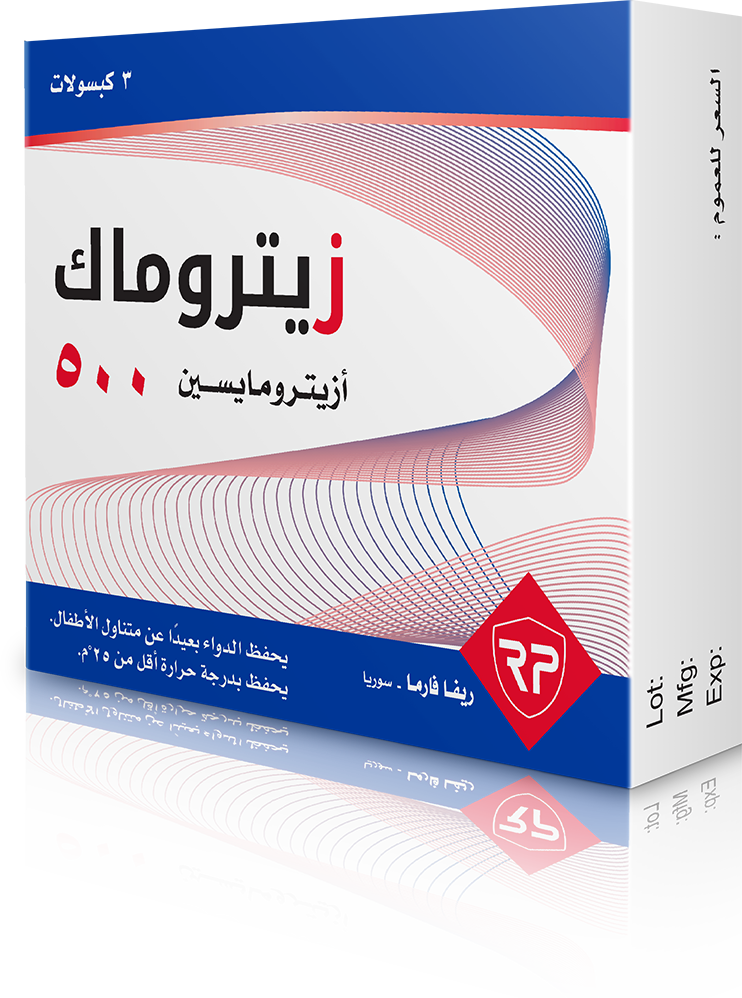 ٣ كبسولات
زيتروماك
أزيترومايسين ٥٠٠
يحفظ الدواء بعيدًا عن متناول الأطفال.
يحفظ بدرجة حرارة أقل من ٢٥°م.
ريفا فارما ـ سوريا
RP
السعر للعموم :
Lot:
Mfg:
Exp: